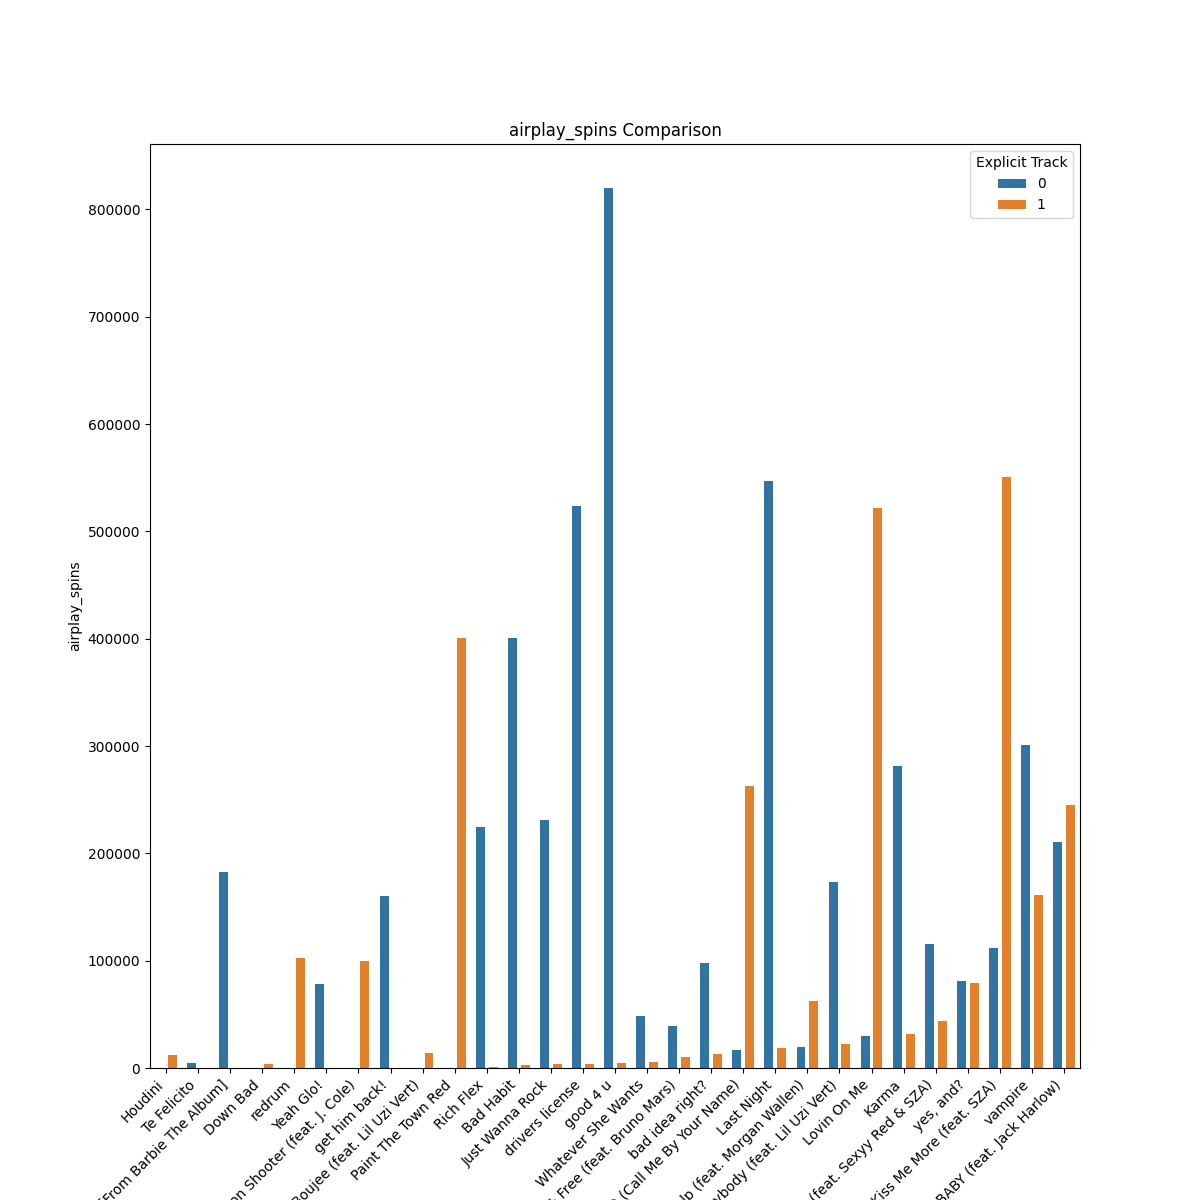 airplay_spins Comparison
Explicit Track
0
1
airplay_spins
800000
700000
600000
500000
400000
300000
200000
100000
0
Houdini
Te Felicito
From Barbie The Album]
Down Bad
redrum
Yeah Glo!
on Shooter (feat. J. Cole)
get him back!
Boujee (feat. Lil Uzi Vert)
Paint The Town Red
Rich Flex
Bad Habit
Just Wanna Rock
drivers license
good 4 u
Whatever She Wants
Free (feat. Bruno Mars)
bad idea right?
(Call Me By Your Name)
Last Night
(feat. Morgan Wallen)
ybody (feat. Lil Uzi Vert)
Lovin On Me
Karma
(feat. Sexyy Red & SZA)
yes, and?
Kiss Me More (feat. SZA)
vampire
BABY (feat. Jack Harlow)